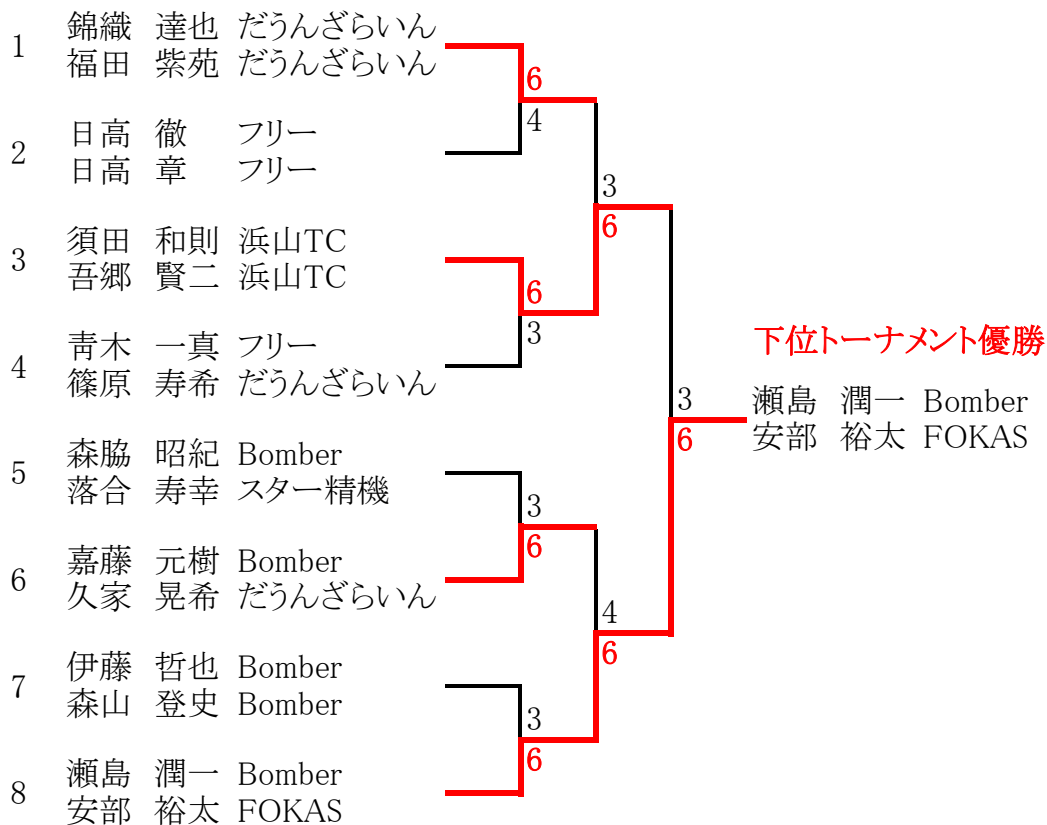 1
錦織 達也 だうんざらいん
福田 紫苑 だうんざらいん
6
4
2
日高 徹 フリー
日高 章 フリー
3
6
3
須田 和則 浜山TC
吾郷 賢二 浜山TC
6
3
4
青木 一真 フリー
篠原 寿希 だうんざらいん
下位トーナメント優勝
3
6
瀬島 潤一 Bomber
安部 裕太 FOKAS
5
森脇 昭紀 Bomber
落合 寿幸 スター精機
3
6
6
嘉藤 元樹 Bomber
久家 晃希 だうんざらいん
4
6
7
伊藤 哲也 Bomber
森山 登史 Bomber
3
6
8
瀬島 潤一 Bomber
安部 裕太 FOKAS